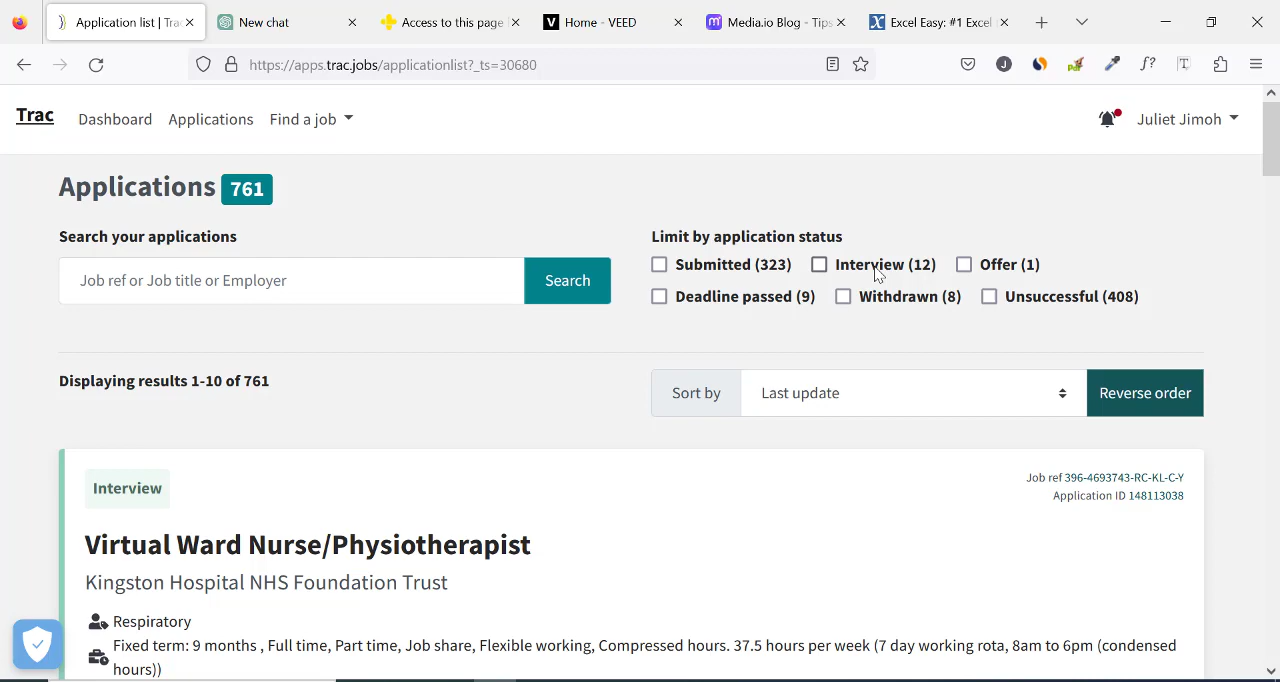 Application list | Tra
New chat
Access to this page
Home - VEED
Media.io Blog - Tips
Excel Easy: #1 Excel
https://apps.trac.jobs/applicationlist?_ts=30680
Trac
Dashboard
Applications
Find a job
Juliet Jimoh
Applications 761
Search your applications
Job ref or Job title or Employer
Search
Limit by application status
Submitted (323)
Interview (12)
Offer (1)
Deadline passed (9)
Withdrawn (8)
Unsuccessful (408)
Displaying results 1-10 of 761
Sort by
Last update
Reverse order
Interview
Job ref 396-4693743-RC-KL-C-Y
Application ID 148113038
Virtual Ward Nurse/Physiotherapist
Kingston Hospital NHS Foundation Trust
Respiratory
Fixed term: 9 months , Full time, Part time, Job share, Flexible working, Compressed hours. 37.5 hours per week (7 day working rota, 8am to 6pm (condensed
hours))